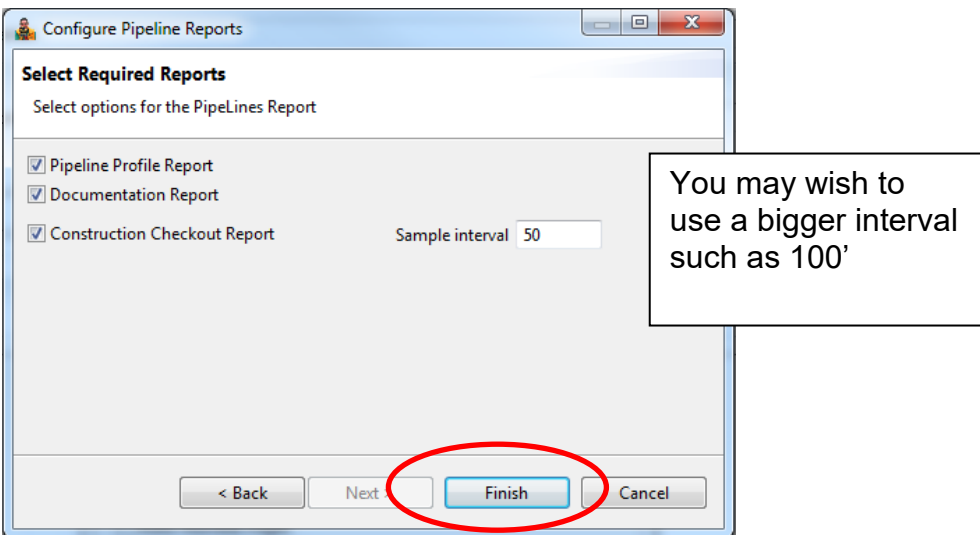 Configure Pipeline Reports
Select Required Reports
Select options for the PipeLines Report
Pipeline Profile Report
Documentation Report
Construction Checkout Report Sample interval 50
You may wish to
use a bigger interval
such as 100’
< Back Next > Finish Cancel